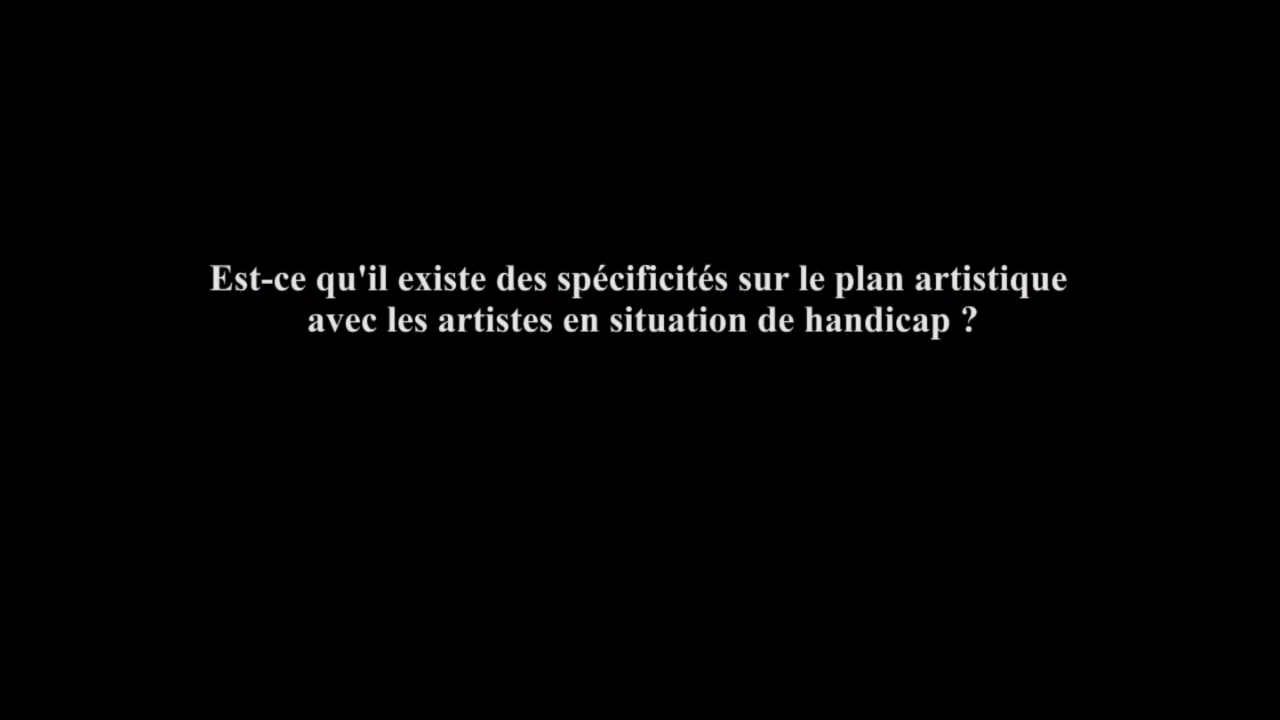 Est-ce qu'il existe des spécificités sur le plan artistique
avec les artistes en situation de handicap ?